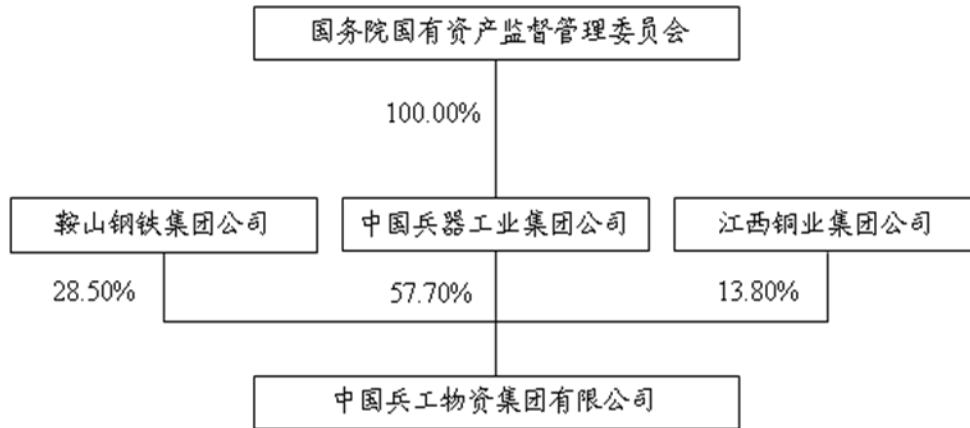 国务院国有资产监督管理委员会
100.00%
鞍山钢铁集团公司
中国兵器工业集团公司
江西铜业集团公司
28.50%
57.70%
13.80%
中国兵工物资集团有限公司